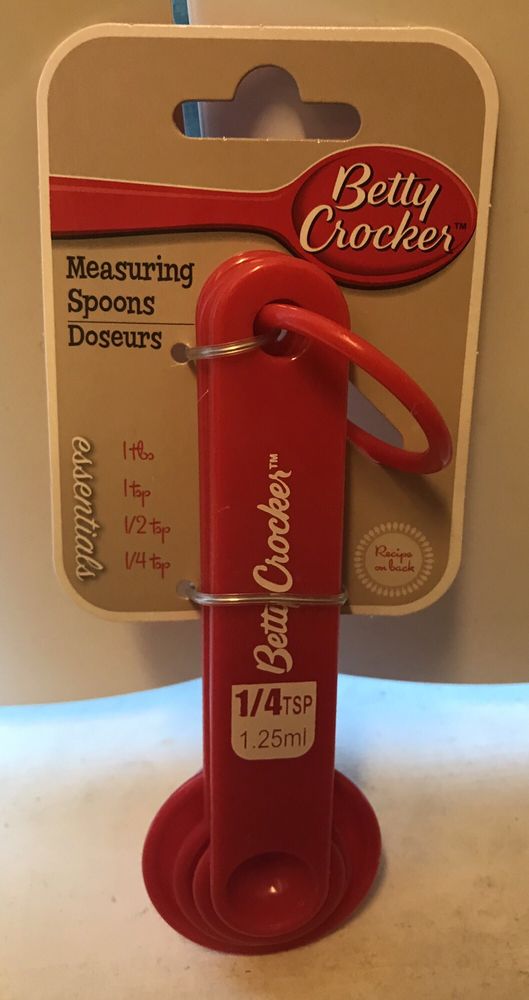 Betty
Crocker™
Measuring
Spoons
Doseurs
essentials
1 tbs
1 tsp
1/2 tsp
1/4 tsp
Recipe
on back
Betty Crocker™
1/4 TSP
1.25ml